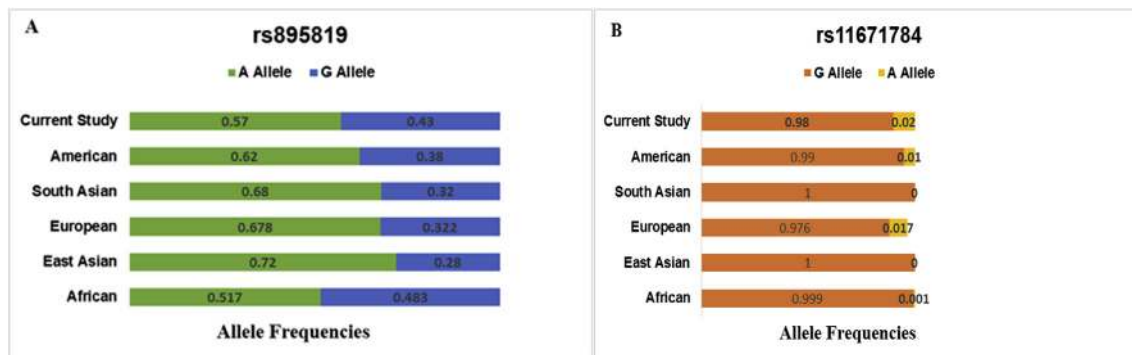 A
rs895819
A Allele G Allele
Current Study 0.57 0.43
American 0.62 0.38
South Asian 0.68 0.32
European 0.678 0.322
East Asian 0.72 0.28
African 0.517 0.483
Allele Frequencies
B
rs11671784
G Allele A Allele
Current Study 0.98 0.02
American 0.99 0.01
South Asian 1 0
European 0.976 0.017
East Asian 1 0
African 0.999 0.001
Allele Frequencies